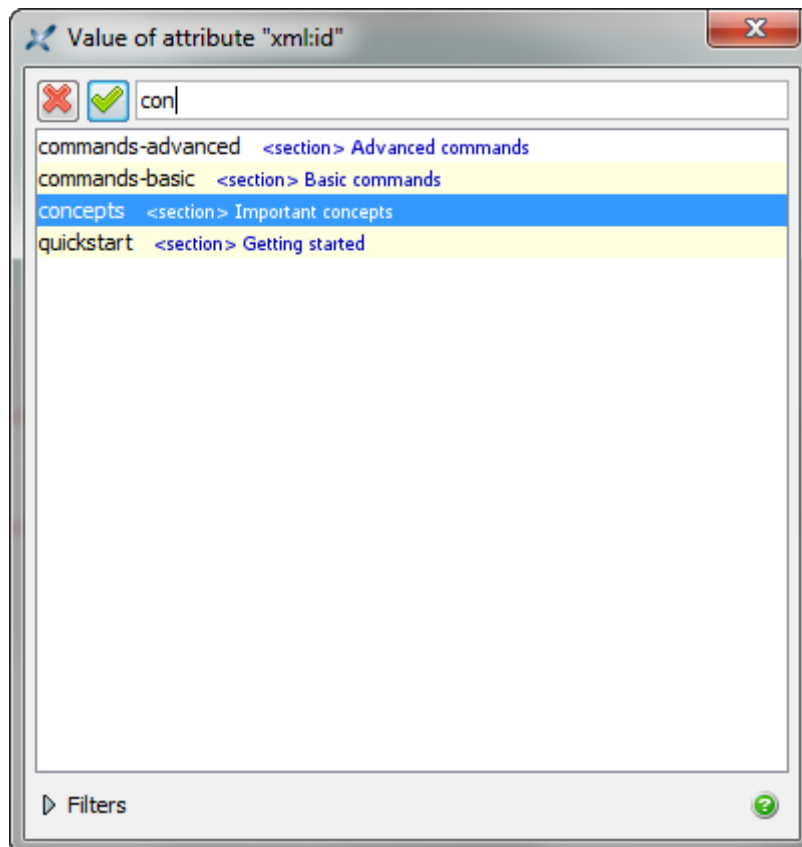 Value of attribute "xml:id"
con
commands-advanced <section> Advanced commands
commands-basic <section> Basic commands
concepts <section> Important concepts
quickstart <section> Getting started
Filters